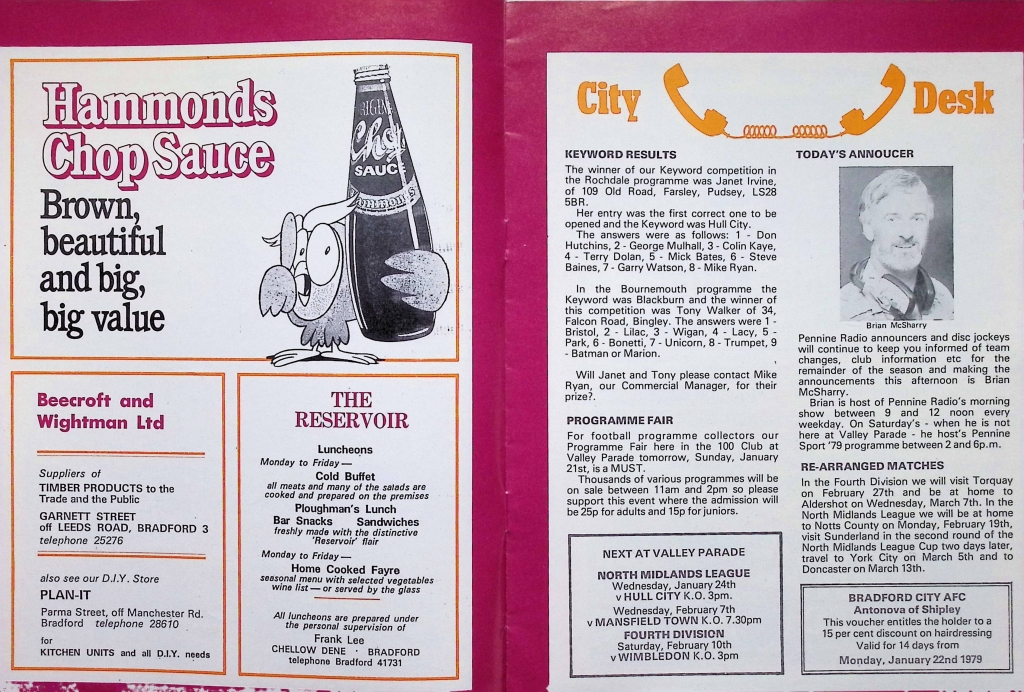 Hammonds
Chop Sauce
Brown,
beautiful
and big,
big value
Chop
SAUCE
Hammonds
Beecroft and
Wightman Ltd
Suppliers of
TIMBER PRODUCTS to the
Trade and the Public
GARNETT STREET
off LEEDS ROAD, BRADFORD 3
telephone 25276
also see our D.I.Y. Store
PLAN-IT
Parma Street, off Manchester Rd.
Bradford telephone 28610
for
KITCHEN UNITS and all D.I.Y. needs
THE
RESERVOIR
Luncheons
Monday to Friday —
Cold Buffet
all meats and many of the salads are
cooked and prepared on the premises
Ploughman's Lunch
Bar Snacks Sandwiches
freshly made with the distinctive
'Reservoir' flair
Monday to Friday —
Home Cooked Fayre
seasonal menu with selected vegetables
wine list — or served by the glass
All luncheons are prepared under
the personal supervision of
Frank Lee
CHELLOW DENE · BRADFORD
telephone Bradford 41731
City Desk
KEYWORD RESULTS
The winner of our Keyword competition in
the Rochdale programme was Janet Irvine,
of 109 Old Road, Farsley, Pudsey, LS28
5BR.
Her entry was the first correct one to be
opened and the Keyword was Hull City.
The answers were as follows: 1 - Don
Hutchins, 2 - George Mulhall, 3 - Colin Kaye,
4 - Terry Dolan, 5 - Mick Bates, 6 - Steve
Baines, 7 - Garry Watson, 8 - Mike Ryan.
In the Bournemouth programme the
Keyword was Blackburn and the winner of
this competition was Tony Walker of 34,
Falcon Road, Bingley. The answers were 1 -
Bristol, 2 - Lilac, 3 - Wigan, 4 - Lacy, 5 -
Park, 6 - Bonetti, 7 - Unicorn, 8 - Trumpet, 9
- Batman or Marion.
Will Janet and Tony please contact Mike
Ryan, our Commercial Manager, for their
prize?.
PROGRAMME FAIR
For football programme collectors our
Programme Fair here in the 100 Club at
Valley Parade tomorrow, Sunday, January
21st, is a MUST.
Thousands of various programmes will be
on sale between 11am and 2pm so please
support this event where the admission will
be 25p for adults and 15p for juniors.
NEXT AT VALLEY PARADE
NORTH MIDLANDS LEAGUE
Wednesday, January 24th
v HULL CITY K.O. 3pm.
Wednesday, February 7th
v MANSFIELD TOWN K.O. 7.30pm
FOURTH DIVISION
Saturday, February 10th
v WIMBLEDON K.O. 3pm
TODAY'S ANNOUCER
Brian McSharry
Pennine Radio announcers and disc jockeys
will continue to keep you informed of team
changes, club information etc for the
remainder of the season and making the
announcements this afternoon is Brian
McSharry.
Brian is host of Pennine Radio's morning
show between 9 and 12 noon every
weekday. On Saturday's - when he is not
here at Valley Parade - he host's Pennine
Sport '79 programme between 2 and 6p.m.
RE-ARRANGED MATCHES
In the Fourth Division we will visit Torquay
on February 27th and be at home to
Aldershot on Wednesday, March 7th. In the
North Midlands League we will be at home
to Notts County on Monday, February 19th,
visit Sunderland in the second round of the
North Midlands League Cup two days later,
travel to York City on March 5th and to
Doncaster on March 13th.
BRADFORD CITY AFC
Antonova of Shipley
This voucher entitles the holder to a
15 per cent discount on hairdressing
Valid for 14 days from
Monday, January 22nd 1979